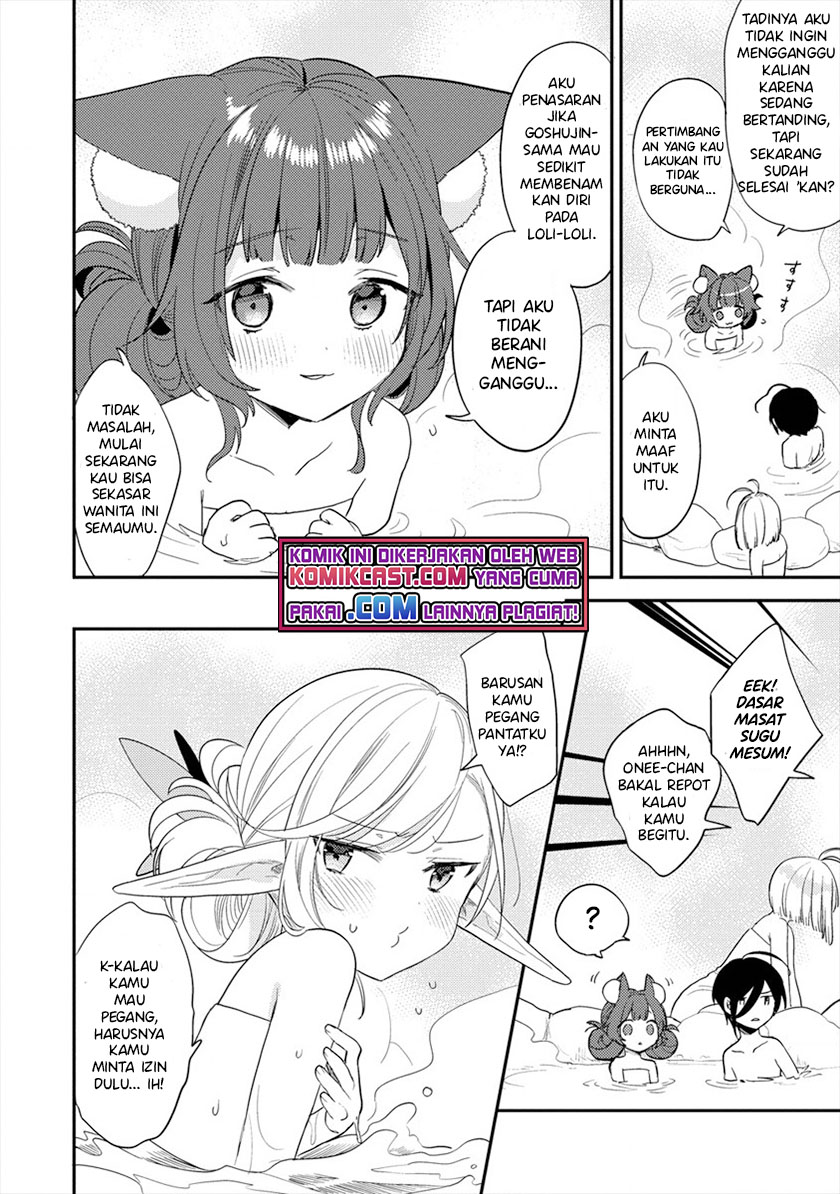 TADINYA AKU
TIDAK INGIN
MENGGANGGU
KALIAN
KARENA
SEDANG
BERTANDING,
TAPI
SEKARANG
SUDAH
SELESAI 'KAN?
PERTIMBANG
AN YANG KAU
LAKUKAN ITU
TIDAK
BERGUNA...
すすす
AKU
MINTA
MAAF
UNTUK
ITU.
AKU
PENASARAN
JIKA
GOSHUJIN-
SAMA MAU
SEDIKIT
MEMBENAM
KAN DIRI
PADA
LOLI-LOLI.
TAPI AKU
TIDAK
BERANI
MENG-
GANGGU...
TIDAK
MASALAH,
MULAI
SEKARANG
KAU BISA
SEKASAR
WANITA INI
SEMAUMU.
KOMIK INI DIKERJAKAN OLEH WEB
KOMIKCAST.COM YANG CUMA
PAKAI .COM LAINNYA PLAGIAT!
EEK!
DASAR
MASAT
SUGU
MESUM!
AHHHN,
ONEE-CHAN
BAKAL REPOT
KALAU
KAMU
BEGITU.
?
BARUSAN
KAMU
PEGANG
PANTATKU
YA!?
K-KALAU
KAMU
MAU
PEGANG,
HARUSNYA
KAMU
MINTA IZIN
DULU... IH!